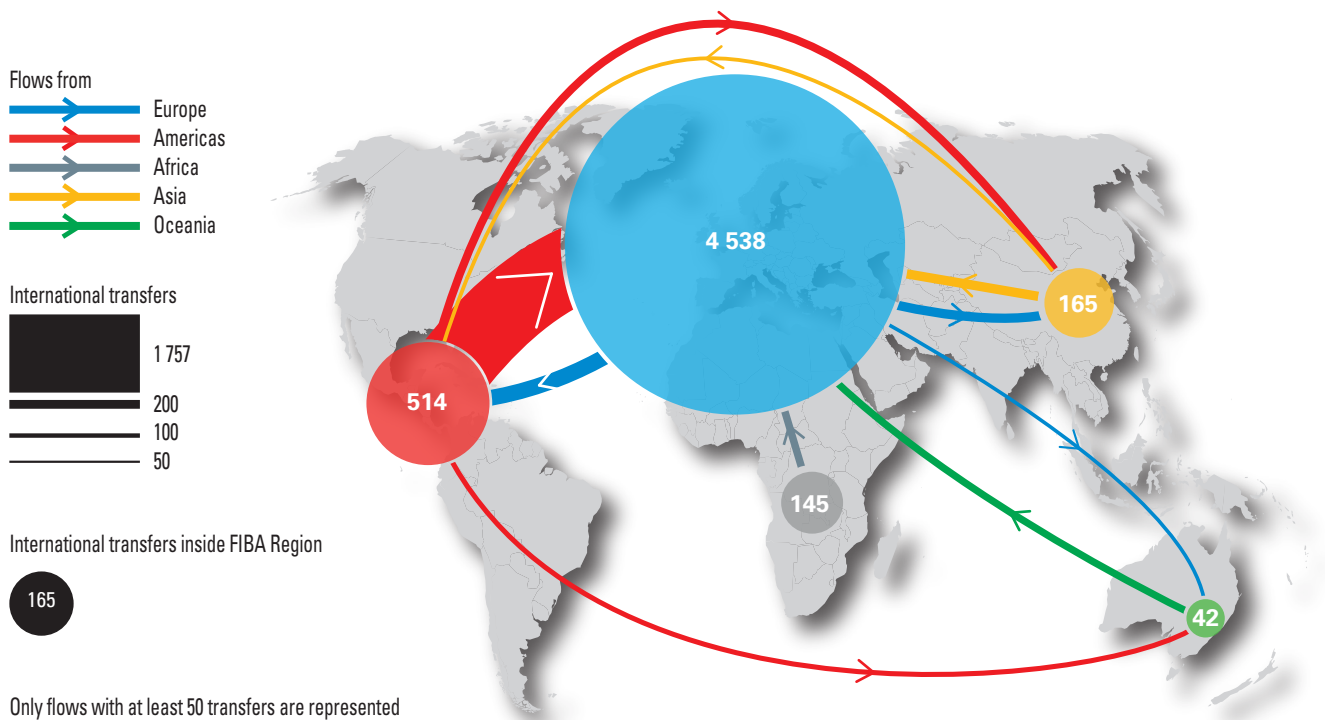 Flows from
Europe
Americas
Africa
Asia
Oceania
International transfers
1 757
200
100
50
International transfers inside FIBA Region
165
Only flows with at least 50 transfers are represented
4 538
165
514
145
42